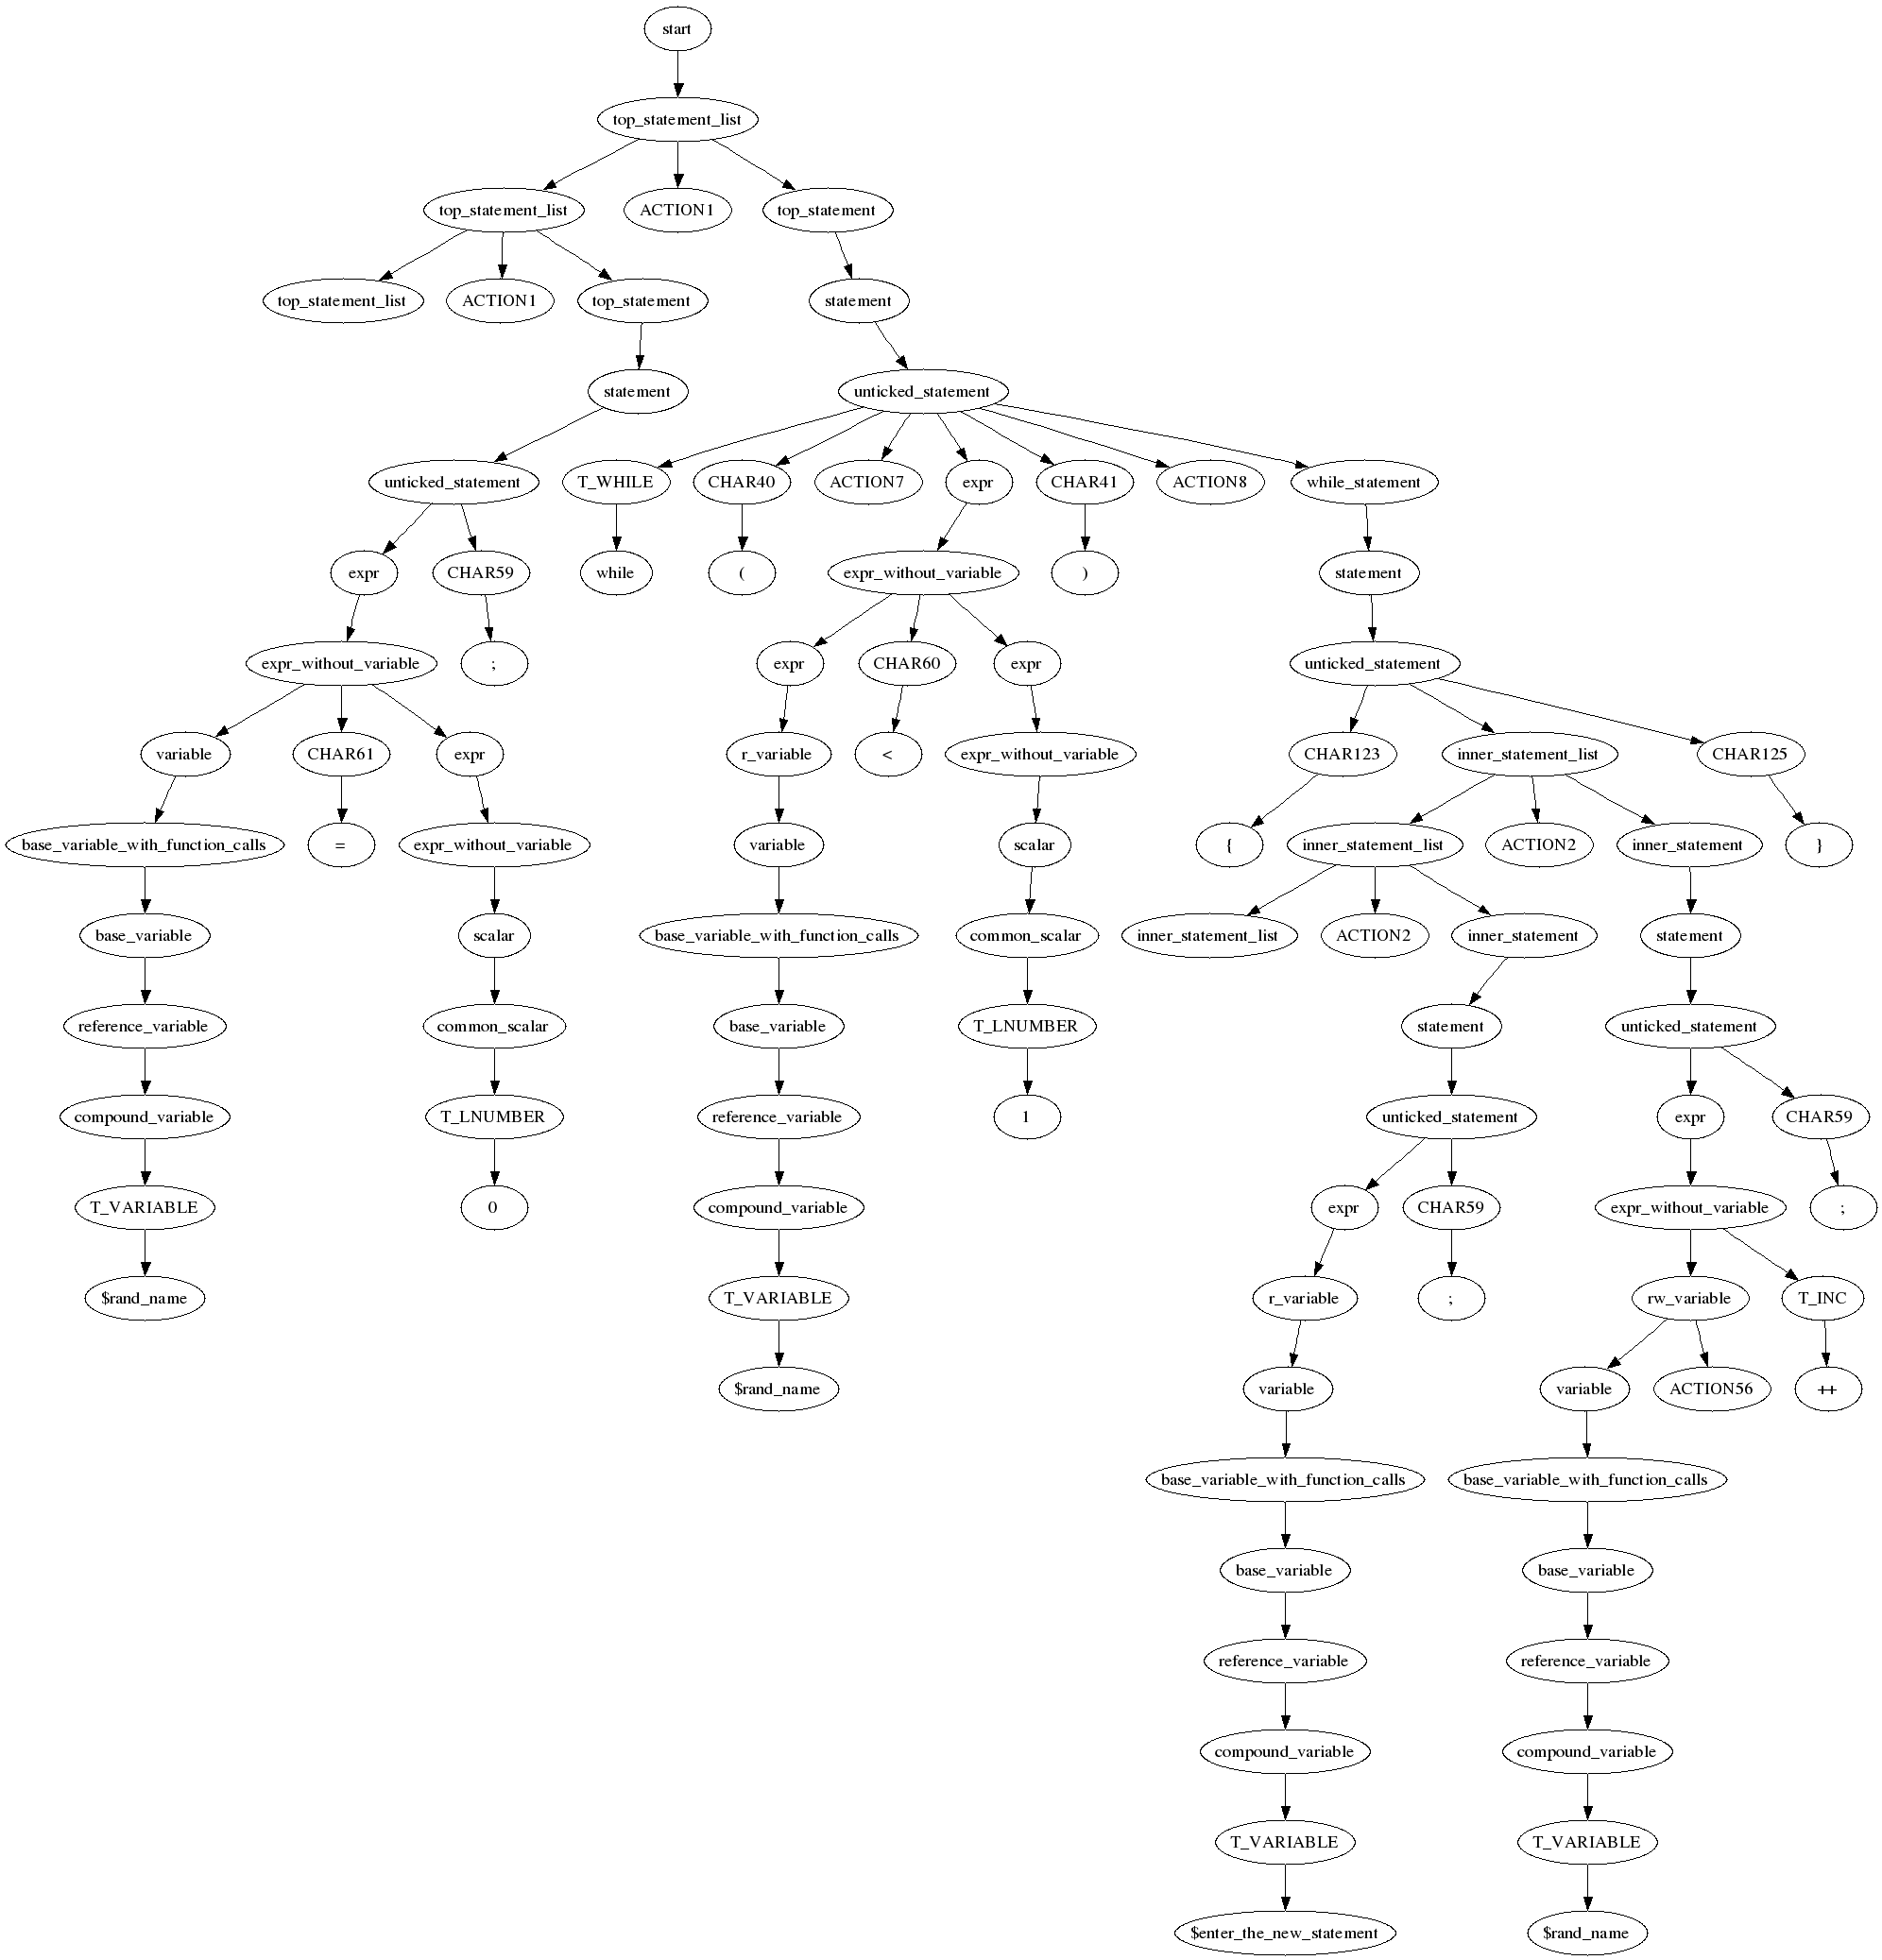 start
top_statement_list
top_statement_list ACTION1 top_statement
top_statement_list ACTION1 top_statement statement
statement unticked_statement
unticked_statement T_WHILE CHAR40 ACTION7 expr CHAR41 ACTION8 while_statement
expr CHAR59 while ( expr_without_variable ) statement
expr_without_variable ; expr CHAR60 expr unticked_statement
variable CHAR61 expr r_variable < expr_without_variable CHAR123 inner_statement_list CHAR125
base_variable_with_function_calls = expr_without_variable variable scalar { inner_statement_list ACTION2 inner_statement }
base_variable scalar base_variable_with_function_calls common_scalar inner_statement_list ACTION2 inner_statement statement
reference_variable common_scalar base_variable T_LNUMBER statement unticked_statement
compound_variable T_LNUMBER reference_variable 1 unticked_statement expr CHAR59
T_VARIABLE 0 compound_variable expr CHAR59 expr_without_variable ;
$rand_name T_VARIABLE r_variable ; rw_variable T_INC
$rand_name variable variable ACTION56 ++
base_variable_with_function_calls base_variable_with_function_calls
base_variable base_variable
reference_variable reference_variable
compound_variable compound_variable
T_VARIABLE T_VARIABLE
$enter_the_new_statement $rand_name